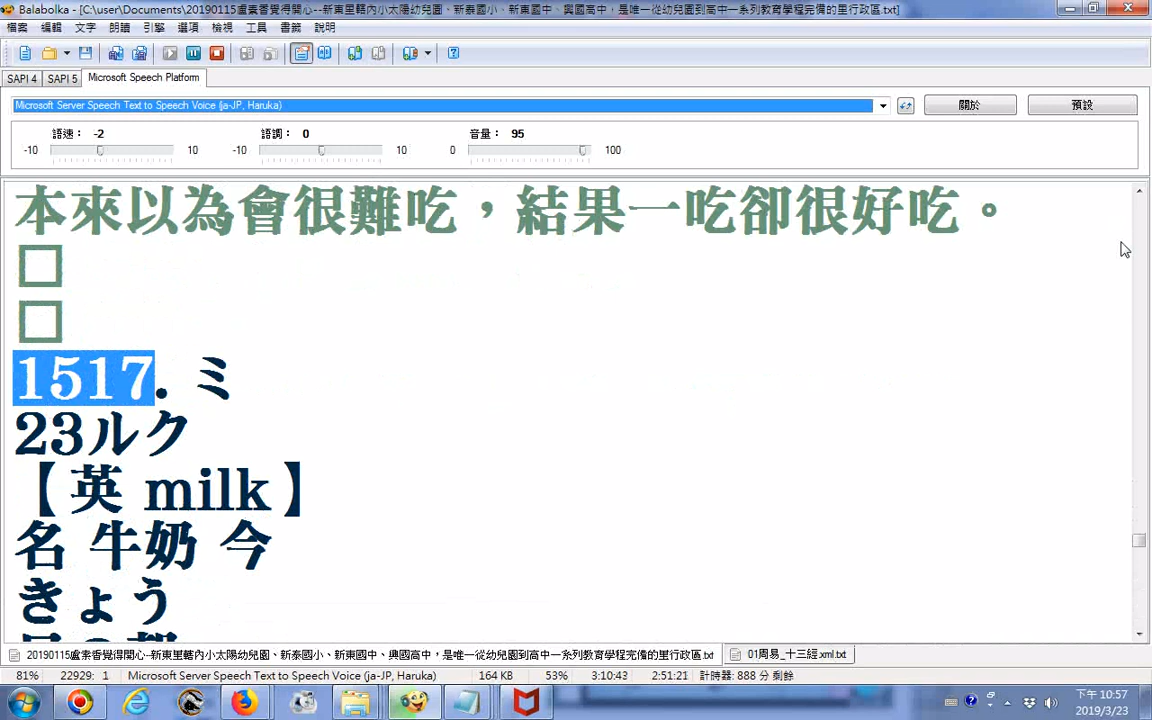 Balabolka - [C:\user\Documents\20190115盧素香覺得開心--新東里轄內小太陽幼兒園、新泰國小、新東國中、興國高中，是唯一從幼兒園到高中一系列教育學程完備的里行政區.txt]
檔案 編輯 文字 朗讀 引擎 選項 檢視 工具 書籤 說明
SAPI 4 SAPI 5 Microsoft Speech Platform
Microsoft Server Speech Text to Speech Voice (ja-JP, Haruka) 關於 預設
語速： -2 語調： 0 音量： 95
-10 10 -10 10 0 100
本來以為會很難吃，結果一吃卻很好吃。
□
□
1517. ミ
23ルク
【英 milk】
名 牛奶 今
きょう
20190115盧素香覺得開心--新東里轄內小太陽幼兒園、新泰國小、新東國中、興國高中，是唯一從幼兒園到高中一系列教育學程完備的里行政區.txt 01周易_十三經.xml.txt
81% 22929: 1 Microsoft Server Speech Text to Speech Voice (ja-JP, Haruka) 164 KB 53% 3:10:43 2:51:21 計時器: 888 分 剩餘
下午 10:57
2019/3/23